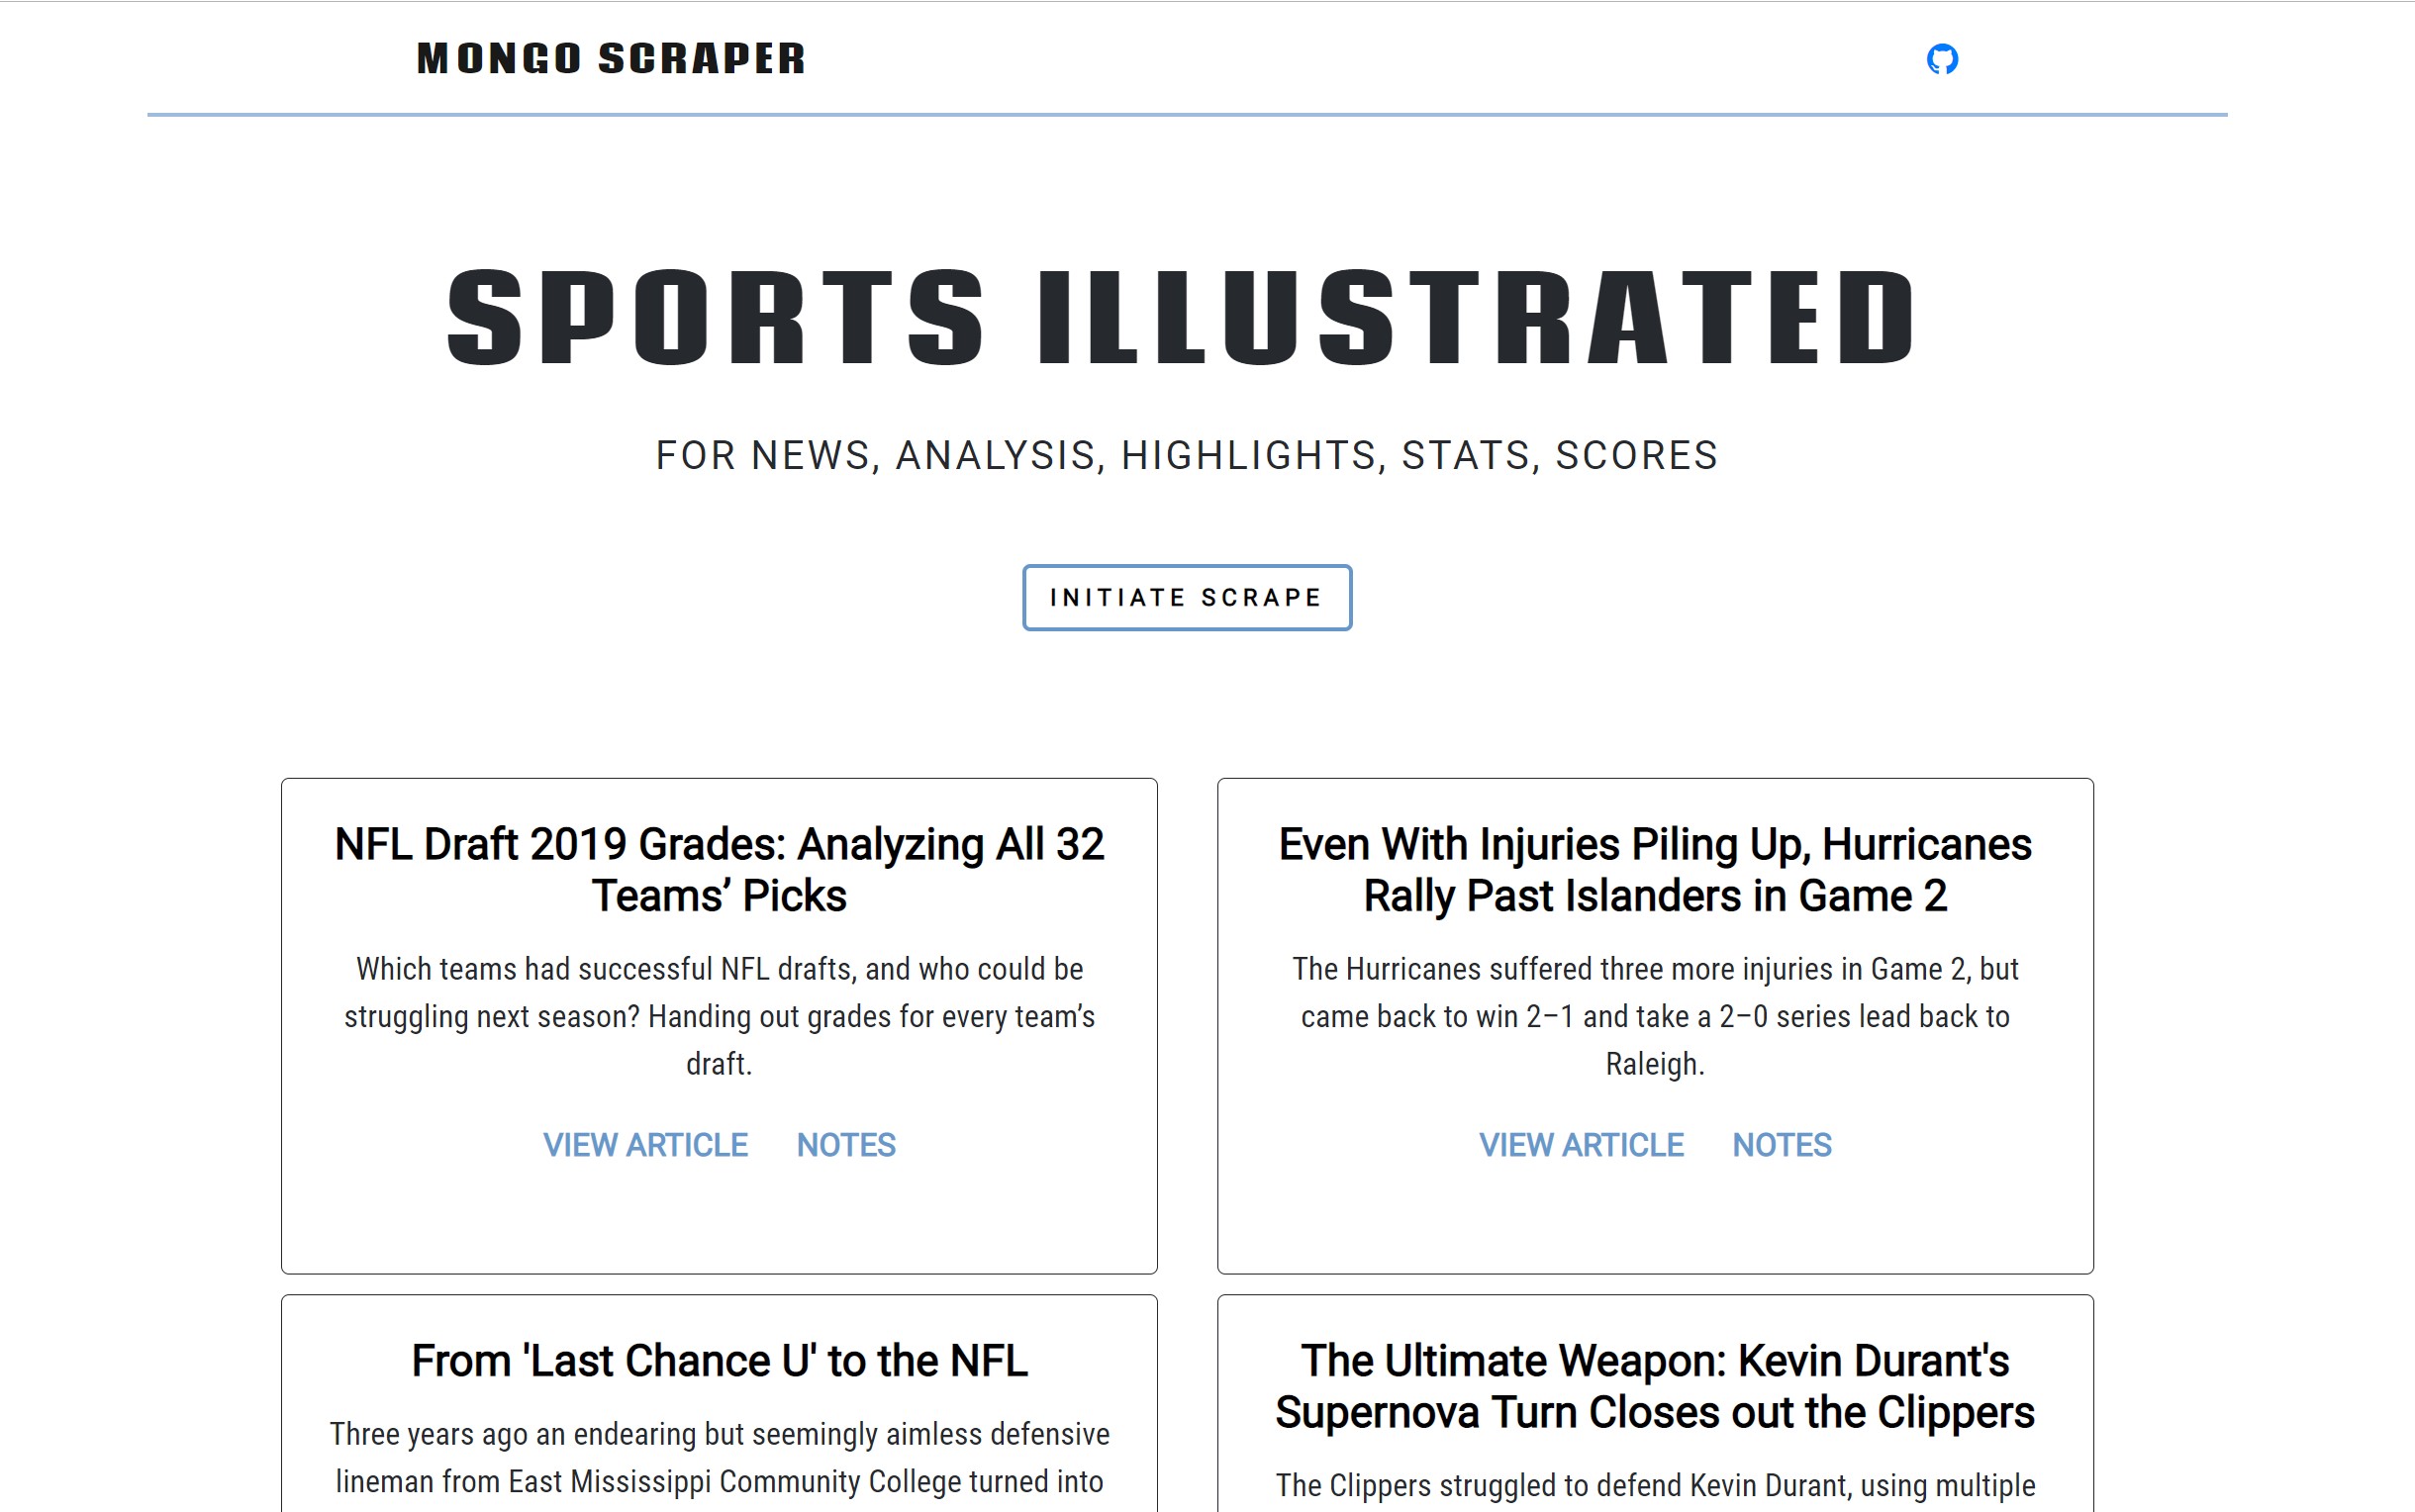 MONGO SCRAPER
SPORTS ILLUSTRATED
FOR NEWS, ANALYSIS, HIGHLIGHTS, STATS, SCORES
INITIATE SCRAPE
NFL Draft 2019 Grades: Analyzing All 32
Teams’ Picks
Which teams had successful NFL drafts, and who could be
struggling next season? Handing out grades for every team’s
draft.
VIEW ARTICLE NOTES
Even With Injuries Piling Up, Hurricanes
Rally Past Islanders in Game 2
The Hurricanes suffered three more injuries in Game 2, but
came back to win 2–1 and take a 2–0 series lead back to
Raleigh.
VIEW ARTICLE NOTES
From 'Last Chance U' to the NFL
Three years ago an endearing but seemingly aimless defensive
lineman from East Mississippi Community College turned into
The Ultimate Weapon: Kevin Durant's
Supernova Turn Closes out the Clippers
The Clippers struggled to defend Kevin Durant, using multiple